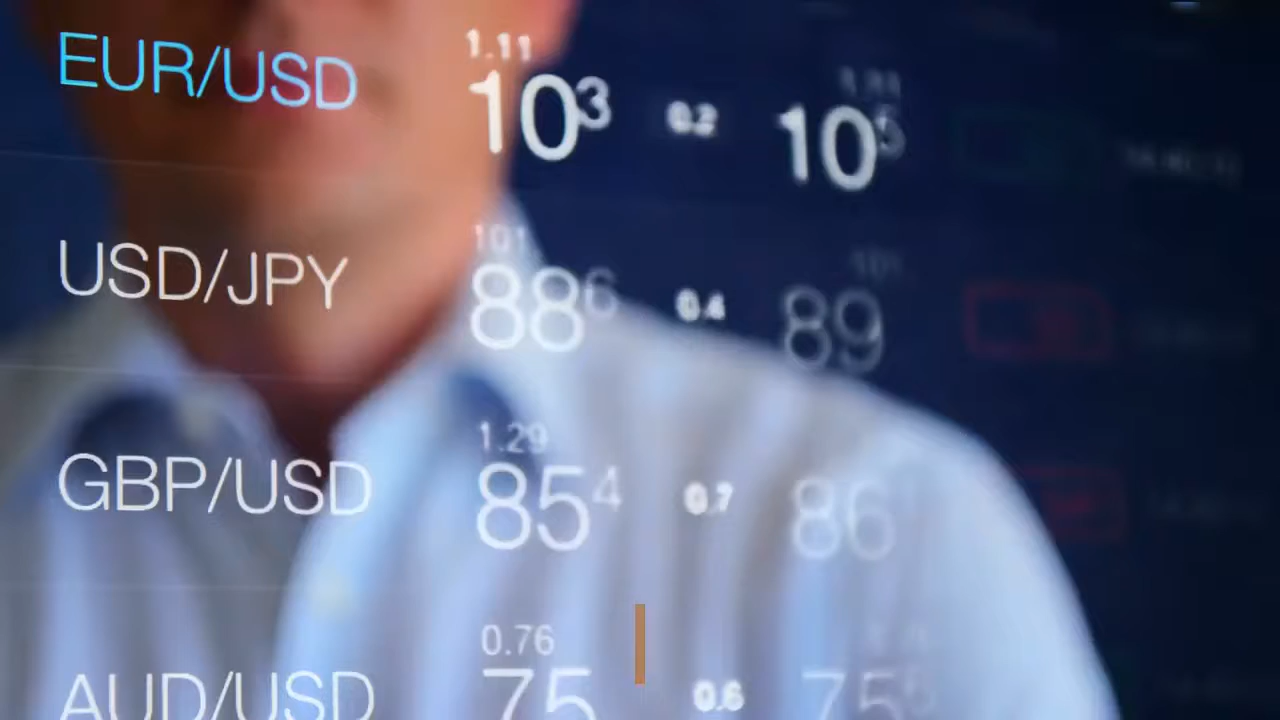 EUR/USD 1.11 10³ 0.2 1.11 10⁵
USD/JPY 101. 88⁶ 0.4 101 89
GBP/USD 1.29 85⁴ 0.7 86
AUD/USD 0.76 75 0.6 75⁶